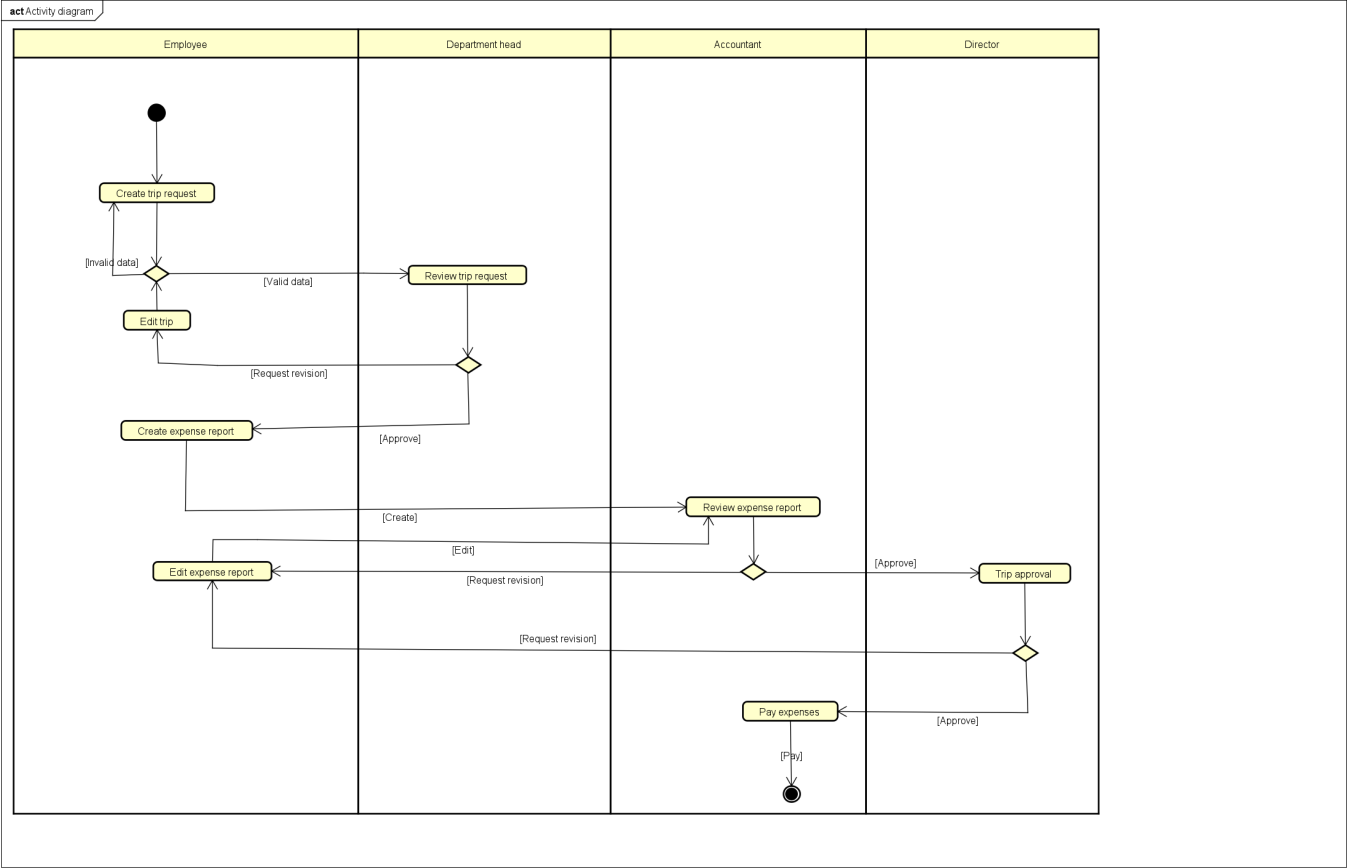 act Activity diagram
Employee
Department head
Accountant
Director
Create trip request
[Invalid data]
[Valid data]
Review trip request
Edit trip
[Request revision]
Create expense report
[Approve]
Review expense report
[Create]
[Edit]
[Approve]
Edit expense report
[Request revision]
Trip approval
[Request revision]
Pay expenses
[Approve]
[Pay]